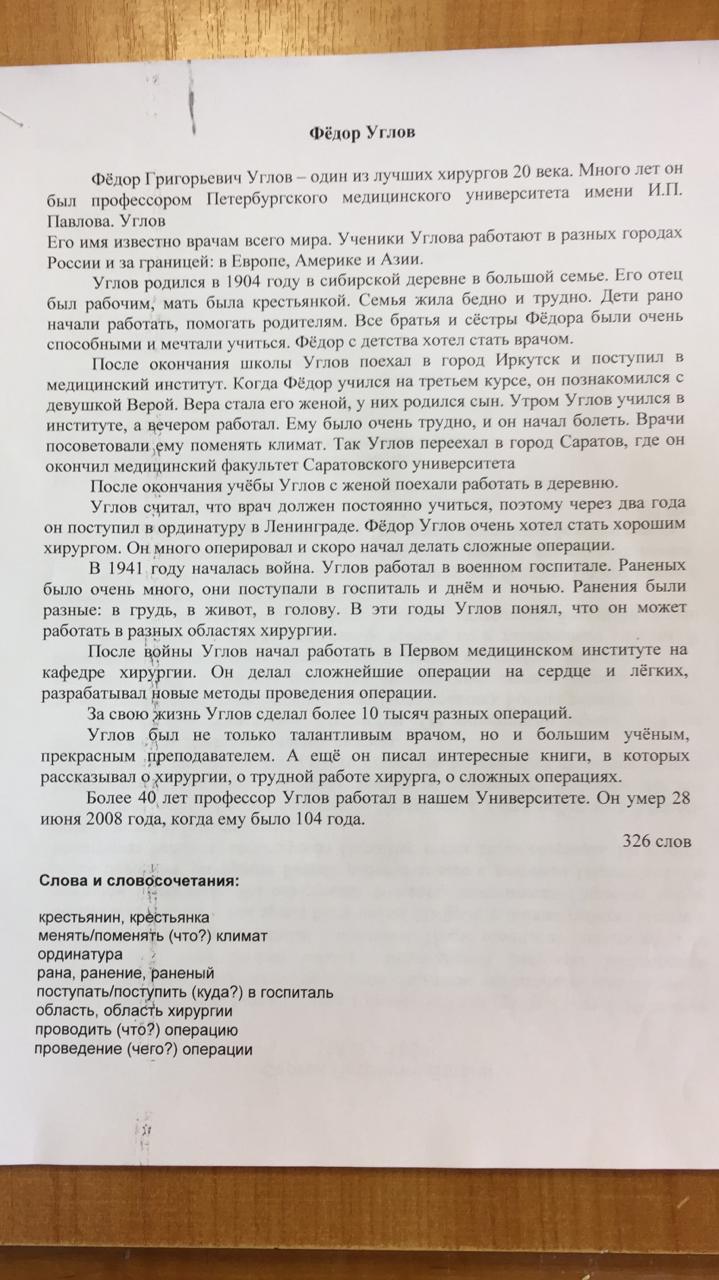 Фёдор Углов
Фёдор Григорьевич Углов – один из лучших хирургов 20 века. Много лет он
был профессором Петербургского медицинского университета имени И.П.
Павлова. Углов
Его имя известно врачам всего мира. Ученики Углова работают в разных городах
России и за границей: в Европе, Америке и Азии.
Углов родился в 1904 году в сибирской деревне в большой семье. Его отец
был рабочим, мать была крестьянкой. Семья жила бедно и трудно. Дети рано
начали работать, помогать родителям. Все братья и сёстры Фёдора были очень
способными и мечтали учиться. Фёдор с детства хотел стать врачом.
После окончания школы Углов поехал в город Иркутск и поступил в
медицинский институт. Когда Фёдор учился на третьем курсе, он познакомился с
девушкой Верой. Вера стала его женой, у них родился сын. Утром Углов учился в
институте, а вечером работал. Ему было очень трудно, и он начал болеть. Врачи
посоветовали ему поменять климат. Так Углов переехал в город Саратов, где он
окончил медицинский факультет Саратовского университета
После окончания учёбы Углов с женой поехали работать в деревню.
Углов считал, что врач должен постоянно учиться, поэтому через два года
он поступил в ординатуру в Ленинграде. Фёдор Углов очень хотел стать хорошим
хирургом. Он много оперировал и скоро начал делать сложные операции.
В 1941 году началась война. Углов работал в военном госпитале. Раненых
было очень много, они поступали в госпиталь и днём и ночью. Ранения были
разные: в грудь, в живот, в голову. В эти годы Углов понял, что он может
работать в разных областях хирургии.
После войны Углов начал работать в Первом медицинском институте на
кафедре хирургии. Он делал сложнейшие операции на сердце и лёгких,
разрабатывал новые методы проведения операции.
За свою жизнь Углов сделал более 10 тысяч разных операций.
Углов был не только талантливым врачом, но и большим учёным,
прекрасным преподавателем. А ещё он писал интересные книги, в которых
рассказывал о хирургии, о трудной работе хирурга, о сложных операциях.
Более 40 лет профессор Углов работал в нашем Университете. Он умер 28
июня 2008 года, когда ему было 104 года.
326 слов
Слова и словосочетания:
крестьянин, крестьянка
менять/поменять (что?) климат
ординатура
рана, ранение, раненый
поступать/поступить (куда?) в госпиталь
область, область хирургии
проводить (что?) операцию
проведение (чего?) операции